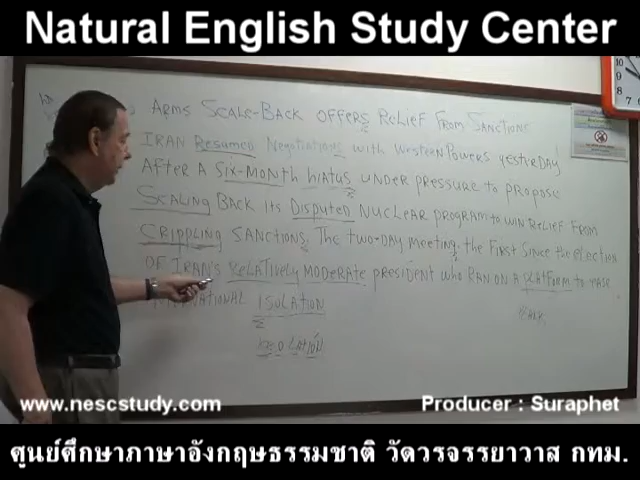 Natural English Study Center
Arms Scale-Back offers Relief From Sanctions
IRAN Resumed Negotiations with Western Powers yesterday
After a Six-Month hiatus under pressure to propose
Scaling Back its Disputed Nuclear program to win Relief from
Crippling Sanctions. The two-day meeting, the first since the election
of Iran's Relatively Moderate president who ran on a platform to ease
international isolation
www.nescstudy.com
Producer : Suraphet
ศูนย์ศึกษาภาษาอังกฤษธรรมชาติ วัดวรจรรยาวาส กทม.